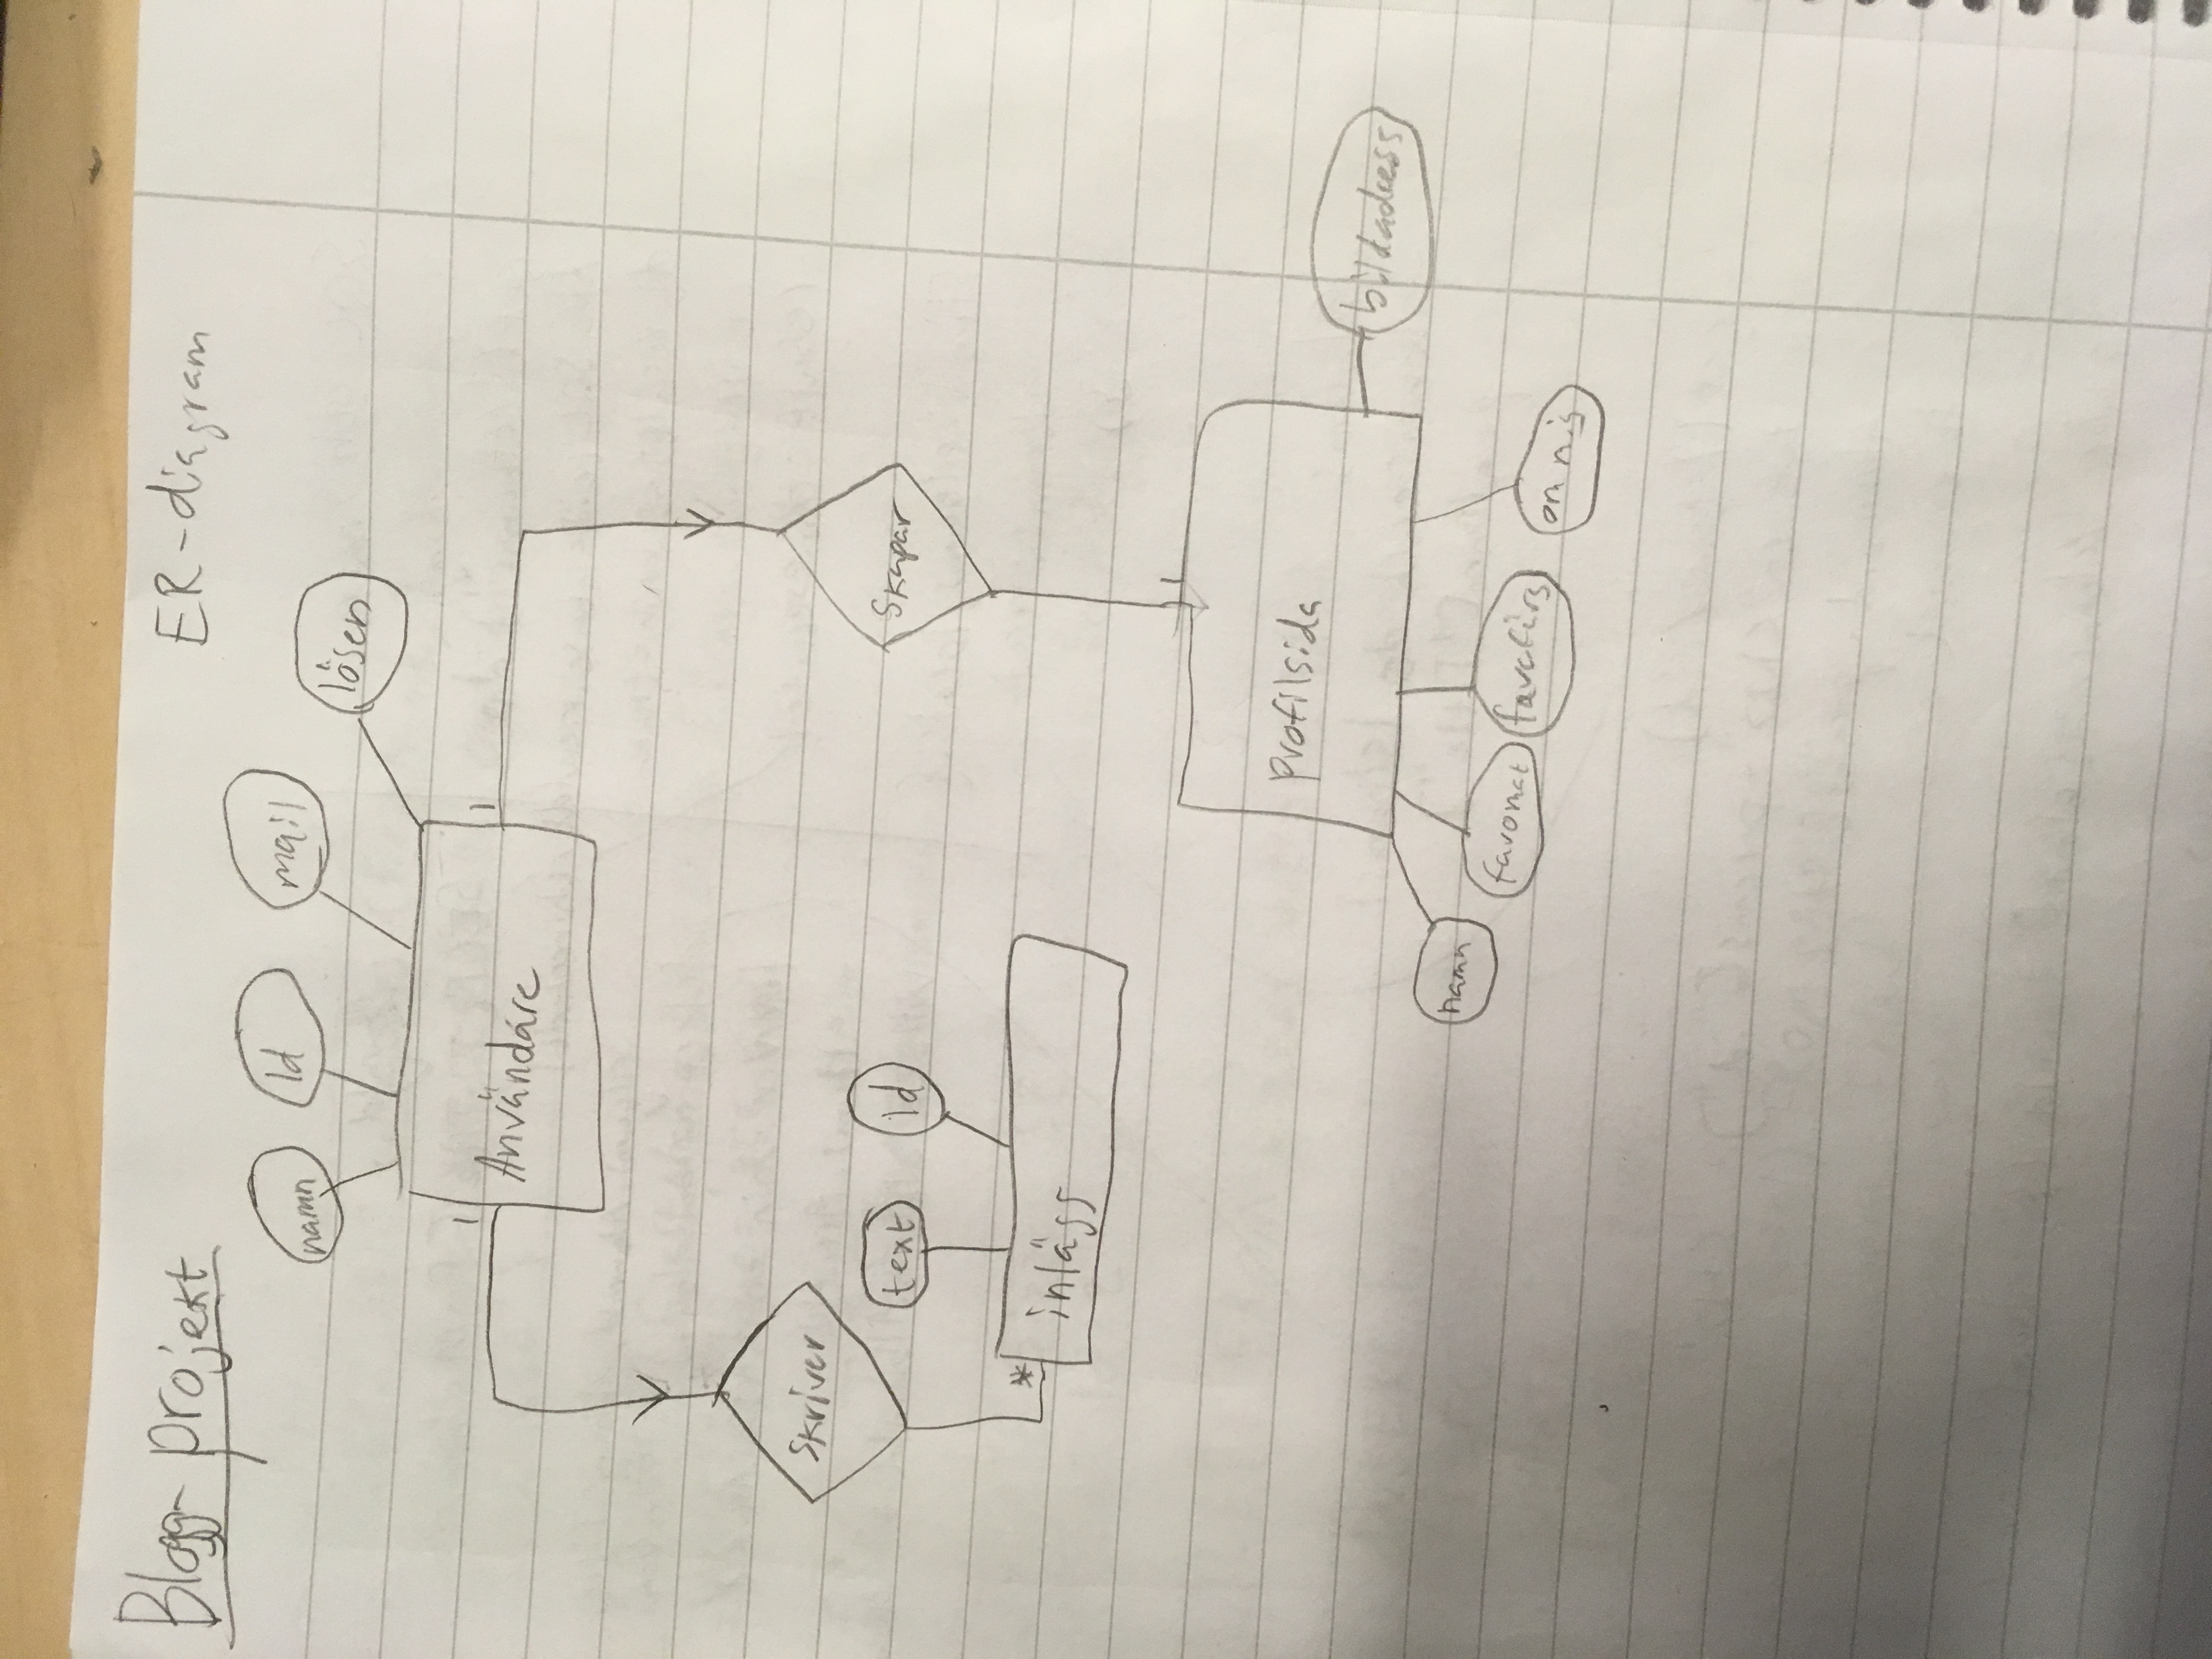 Blogg-projekt
ER-diagram
namn
Id
mail
lösen
1
Användare
1
Skriver
text
Id
Skapar
*
inlägg
1
profilsida
bildadress
namn
favomat
favofärg
om mig